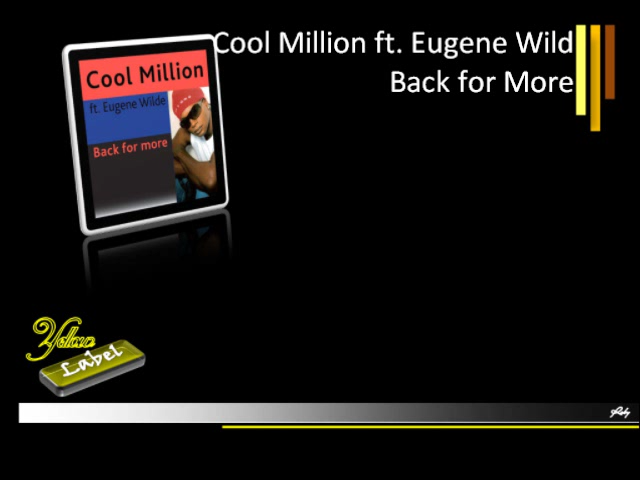 Cool Million ft. Eugene Wild
Back for More
Cool Million
ft. Eugene Wilde
Back for more
Yellow
Label